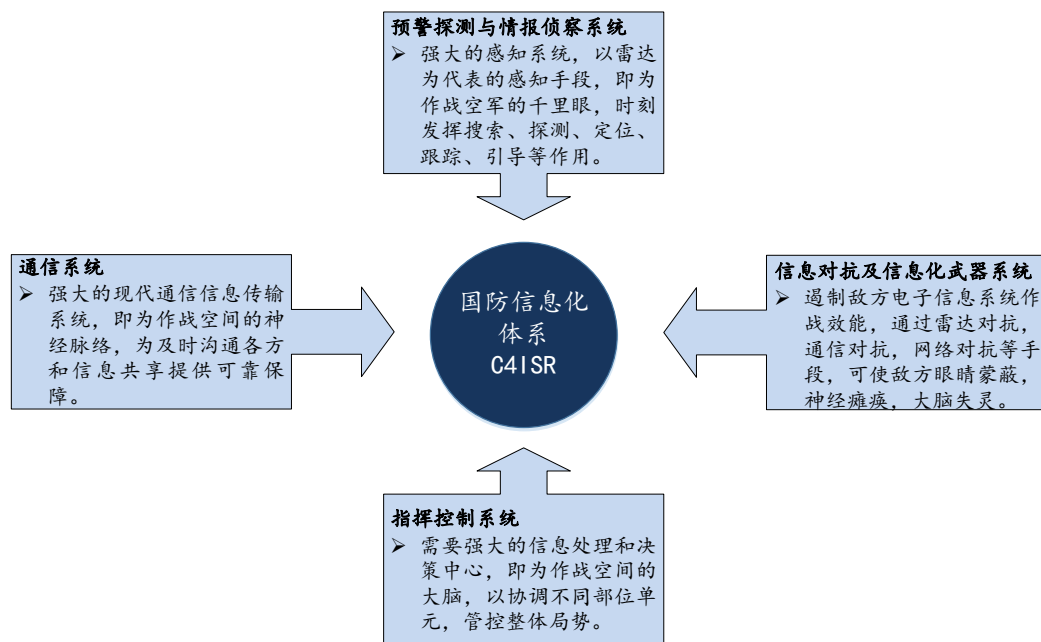 预警探测与情报侦察系统
➢ 强大的感知系统，以雷达
为代表的感知手段，即为
作战空军的千里眼，时刻
发挥搜索、探测、定位、
跟踪、引导等作用。
通信系统
➢ 强大的现代通信信息传输
系统，即为作战空间的神
经脉络，为及时沟通各方
和信息共享提供可靠保
障。
国防信息化
体系
C4ISR
信息对抗及信息化武器系统
➢ 遏制敌方电子信息系统作
战效能，通过雷达对抗，
通信对抗，网络对抗等手
段，可使敌方眼睛蒙蔽，
神经瘫痪，大脑失灵。
指挥控制系统
➢ 需要强大的信息处理和决
策中心，即为作战空间的
大脑，以协调不同部位单
元，管控整体局势。